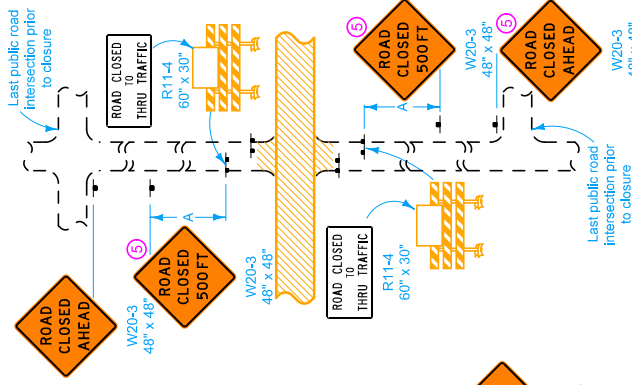 Last public road
intersection prior
to closure
ROAD CLOSED
TO
THRU TRAFFIC
R11-4
60" x 30"
5
ROAD
CLOSED
500 FT
W20-3
48" x 48"
5
ROAD
CLOSED
AHEAD
W20-3
A
A
5
ROAD
CLOSED
AHEAD
W20-3
48" x 48"
ROAD
CLOSED
500 FT
W20-3
48" x 48"
ROAD CLOSED
TO
THRU TRAFFIC
R11-4
60" x 30"
Last public road
intersection prior
to closure